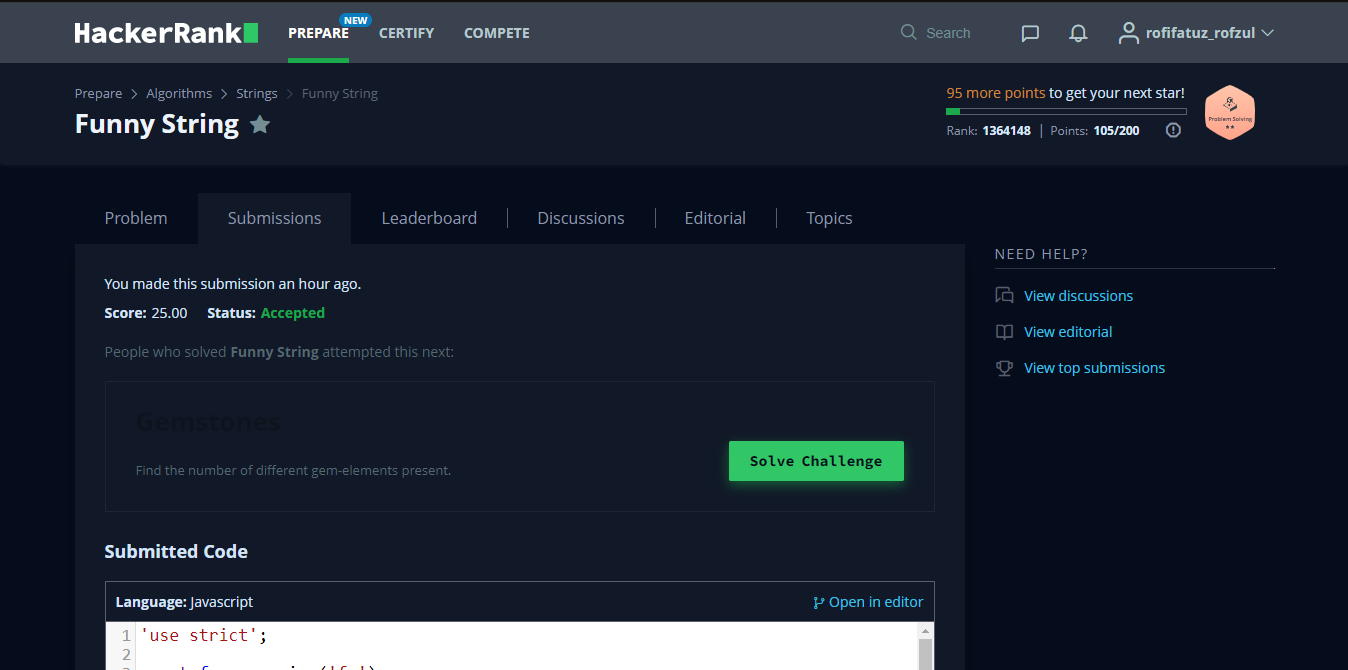 HackerRank
PREPARE NEW CERTIFY COMPETE Search rofifatuz_rofzul
Prepare Algorithms Strings Funny String
Funny String
95 more points to get your next star!
Rank: 1364148 | Points: 105/200
Problem Solving
Problem Submissions Leaderboard Discussions Editorial Topics
You made this submission an hour ago.
Score: 25.00 Status: Accepted
People who solved Funny String attempted this next:
Gemstones
Find the number of different gem-elements present.
Solve Challenge
Submitted Code
Language: Javascript Open in editor
1 'use strict';
2
NEED HELP?
View discussions
View editorial
View top submissions